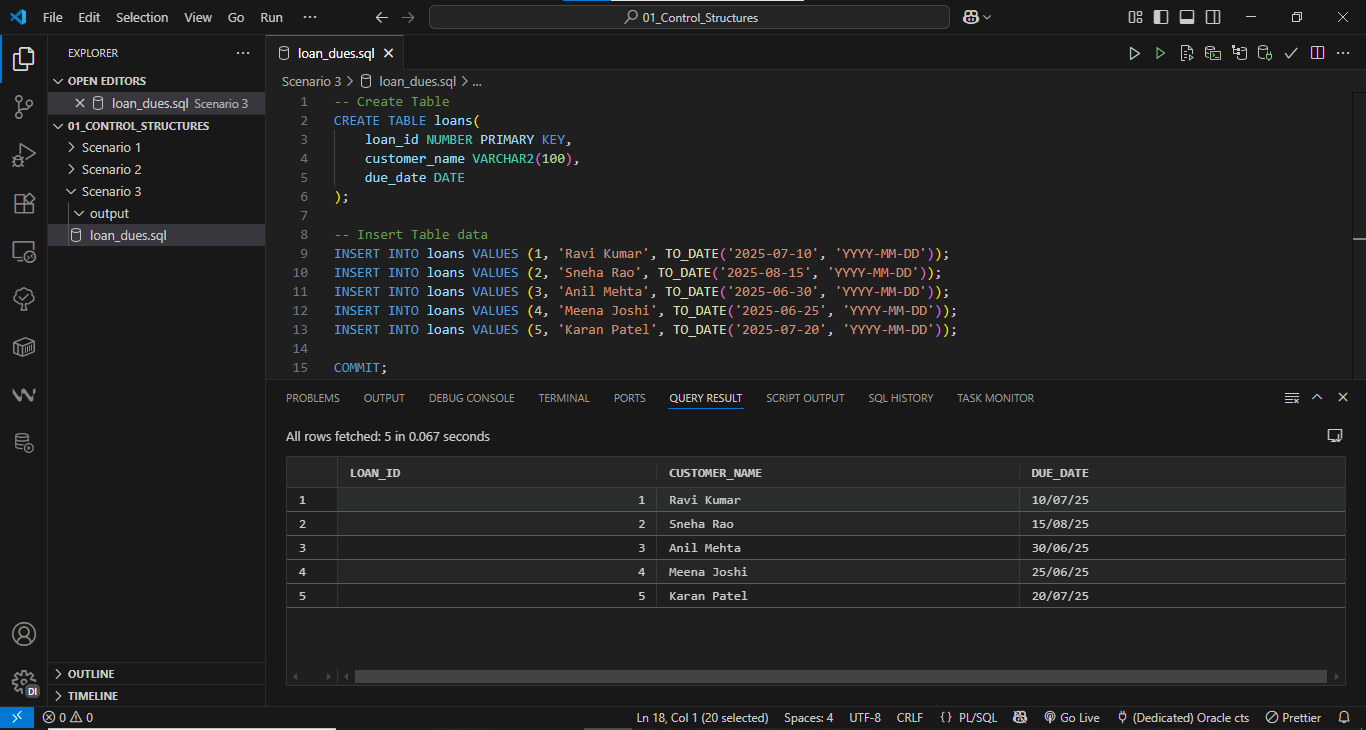 File Edit Selection View Go Run ··· 01_Control_Structures
EXPLORER ···
OPEN EDITORS
loan_dues.sql Scenario 3
01_CONTROL_STRUCTURES
Scenario 1
Scenario 2
Scenario 3
output
loan_dues.sql
OUTLINE
TIMELINE
loan_dues.sql
Scenario 3 > loan_dues.sql > ...
1 -- Create Table
2 CREATE TABLE loans(
3 loan_id NUMBER PRIMARY KEY,
4 customer_name VARCHAR2(100),
5 due_date DATE
6 );
7
8 -- Insert Table data
9 INSERT INTO loans VALUES (1, 'Ravi Kumar', TO_DATE('2025-07-10', 'YYYY-MM-DD'));
10 INSERT INTO loans VALUES (2, 'Sneha Rao', TO_DATE('2025-08-15', 'YYYY-MM-DD'));
11 INSERT INTO loans VALUES (3, 'Anil Mehta', TO_DATE('2025-06-30', 'YYYY-MM-DD'));
12 INSERT INTO loans VALUES (4, 'Meena Joshi', TO_DATE('2025-06-25', 'YYYY-MM-DD'));
13 INSERT INTO loans VALUES (5, 'Karan Patel', TO_DATE('2025-07-20', 'YYYY-MM-DD'));
14
15 COMMIT;
PROBLEMS OUTPUT DEBUG CONSOLE TERMINAL PORTS QUERY RESULT SCRIPT OUTPUT SQL HISTORY TASK MONITOR
All rows fetched: 5 in 0.067 seconds
LOAN_ID CUSTOMER_NAME DUE_DATE
1 1 Ravi Kumar 10/07/25
2 2 Sneha Rao 15/08/25
3 3 Anil Mehta 30/06/25
4 4 Meena Joshi 25/06/25
5 5 Karan Patel 20/07/25
DI
0 0 Ln 18, Col 1 (20 selected) Spaces: 4 UTF-8 CRLF {} PL/SQL Go Live (Dedicated) Oracle cts Prettier